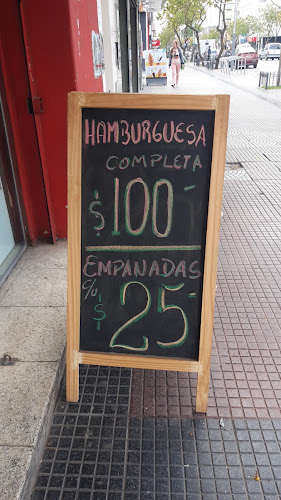 HAMBURGUESA
COMPLETA
$100-
EMPANADAS
c/u $25-